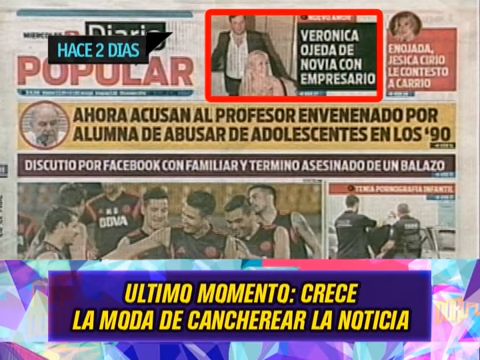 MIERCOLES
Diario
HACE 2 DIAS
POPULAR
NUEVO AMOR
VERONICA
OJEDA DE
NOVIA CON
EMPRESARIO
ENOJADA,
JESICA CIRIO
LE CONTESTO
A CARRIO
AHORA ACUSAN AL PROFESOR ENVENENADO POR
ALUMNA DE ABUSAR DE ADOLESCENTES EN LOS '90
DISCUTIO POR FACEBOOK CON FAMILIAR Y TERMINO ASESINADO DE UN BALAZO
TENIA PORNOGRAFIA INFANTIL
BBVA
ULTIMO MOMENTO: CRECE
LA MODA DE CANCHEREAR LA NOTICIA